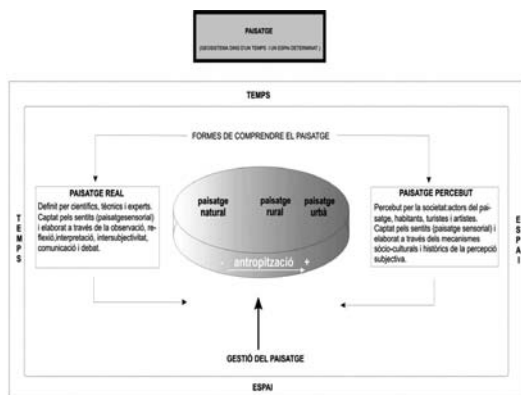 PAISATGE
(GEOSISTEMA DINS D'UN TEMPS I UN ESPAI DETERMINAT )
TEMPS
FORMES DE COMPRENDRE EL PAISATGE
PAISATGE REAL
Definit per científics, tècnics i experts.
Captat pels sentits (paisatgesensorial) i
elaborat a través de la observació, re-
flexió,interpretació, intersubjectivitat,
comunicació i debat.
paisatge
natural
paisatge
rural
paisatge
urbà
PAISATGE PERCEBUT
Percebut per la societat:actors del pai-
satge, habitants, turistes i artistes.
Captat pels sentits (paisatge sensorial) i
elaborat a través dels mecanismes
sòcio-culturals i històrics de la percepció
subjectiva.
TEMPS
ESPAI
- antropització +
GESTIÓ DEL PAISATGE
ESPAI